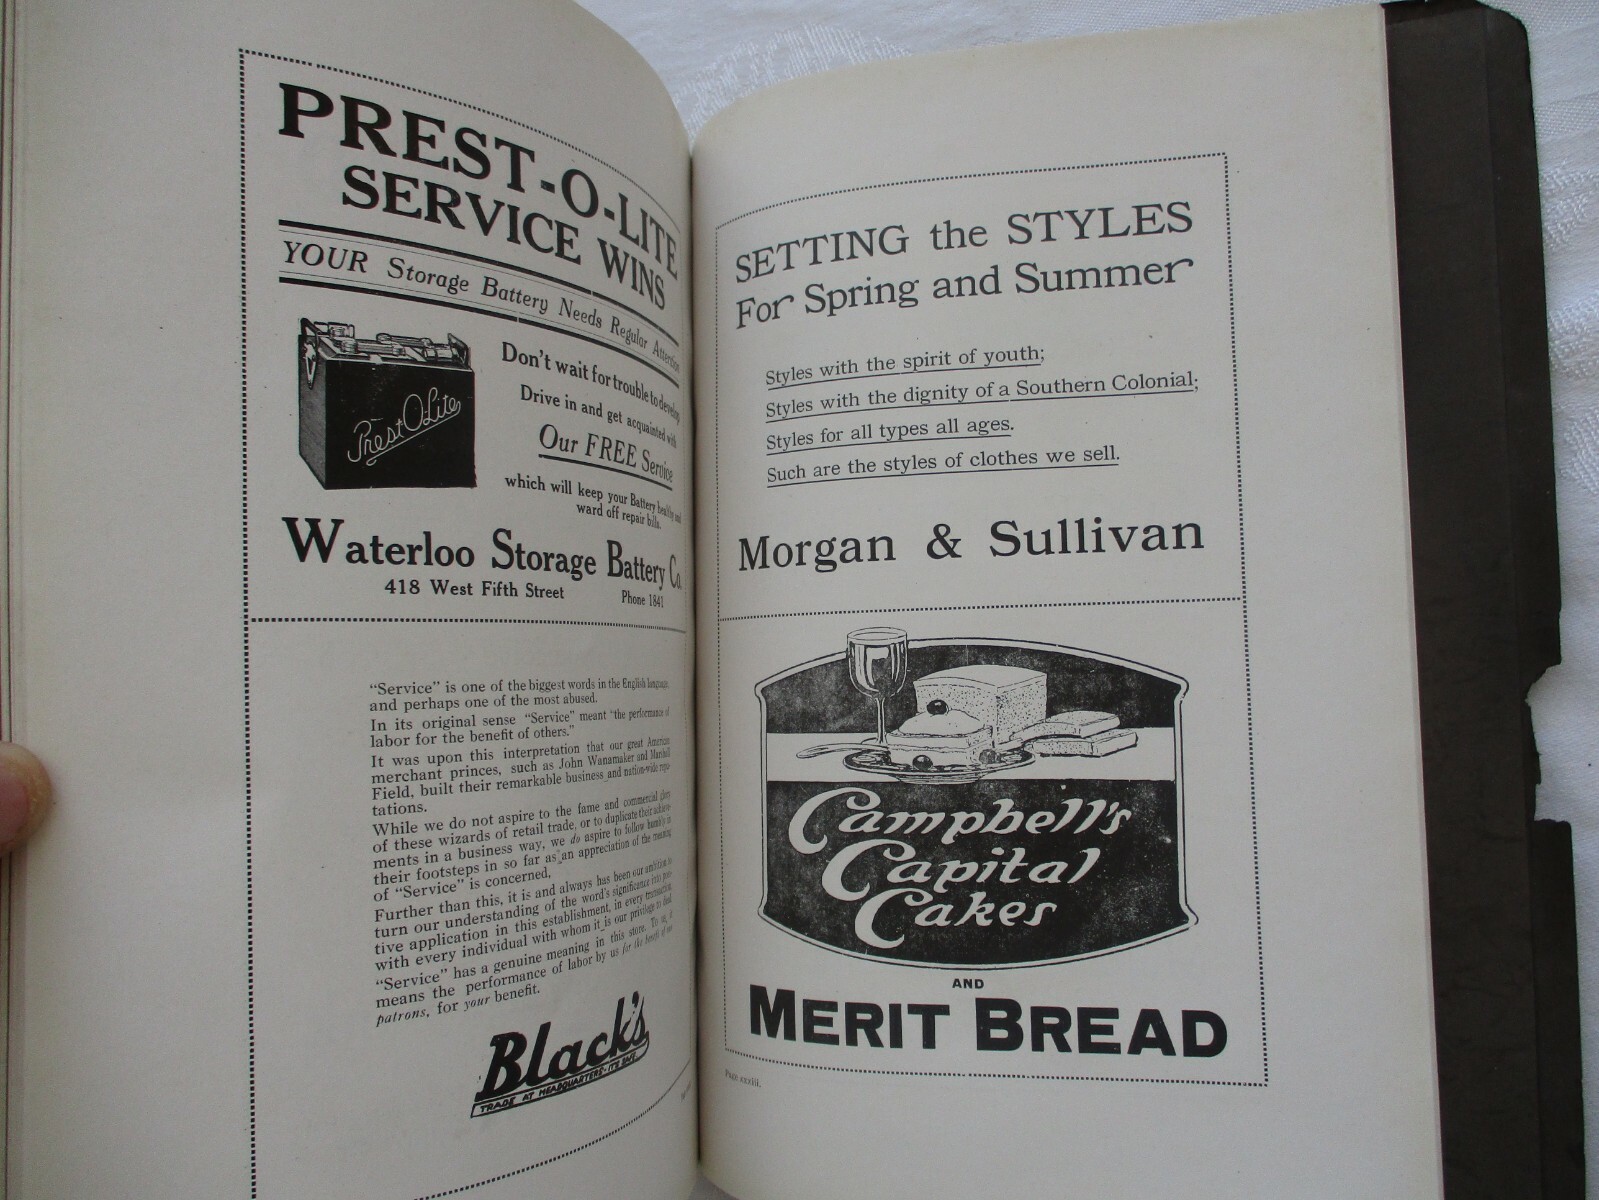 PREST-O-LITE
SERVICE WINS
YOUR Storage Battery Needs Regular Attention
Prest-O-Lite
Don't wait for trouble to develop
Drive in and get acquainted with
Our FREE Service
which will keep your Battery healthy and
ward off repair bills.
Waterloo Storage Battery Co.
418 West Fifth Street Phone 1841
"Service" is one of the biggest words in the English language,
and perhaps one of the most abused.
In its original sense "Service" meant "the performance of
labor for the benefit of others."
It was upon this interpretation that our great American
merchant princes, such as John Wanamaker and Marshall
Field, built their remarkable business and nation-wide repu-
tations.
While we do not aspire to the fame and commercial glory
of these wizards of retail trade, or to duplicate their achieve-
ments in a business way, we do aspire to follow humbly in
their footsteps in so far as an appreciation of the meaning
of "Service" is concerned.
Further than this, it is and always has been our ambition to
turn our understanding of the word's significance into posi-
tive application in this establishment, in every transaction,
with every individual with whom it is our privilege to deal
"Service" has a genuine meaning in this store. To us, it
means the performance of labor by us for the benefit of our
patrons, for your benefit.
Black's
TRADE AT HEADQUARTERS-IT'S SAFE
SETTING the STYLES
For Spring and Summer
Styles with the spirit of youth;
Styles with the dignity of a Southern Colonial;
Styles for all types all ages.
Such are the styles of clothes we sell.
Morgan & Sullivan
Campbell's
Capital
Cakes
AND
MERIT BREAD
Page xxxiii.